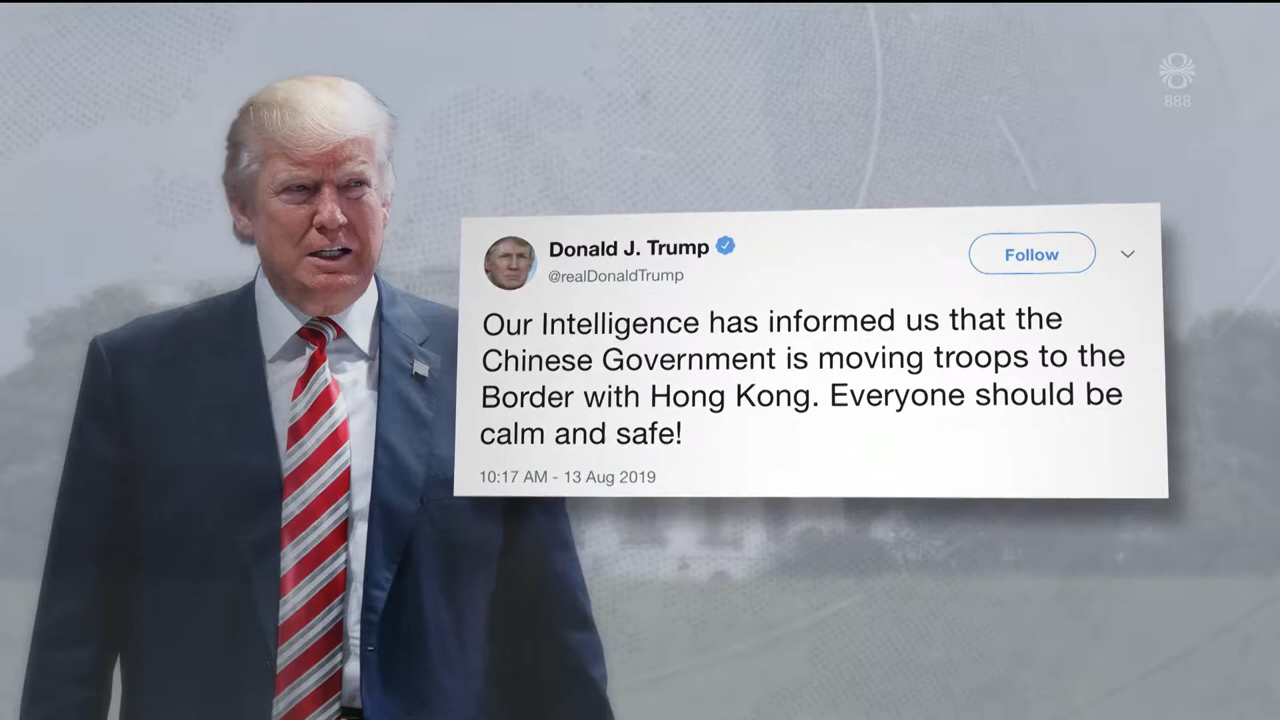 888
Donald J. Trump
@realDonaldTrump
Follow
Our Intelligence has informed us that the
Chinese Government is moving troops to the
Border with Hong Kong. Everyone should be
calm and safe!
10:17 AM - 13 Aug 2019